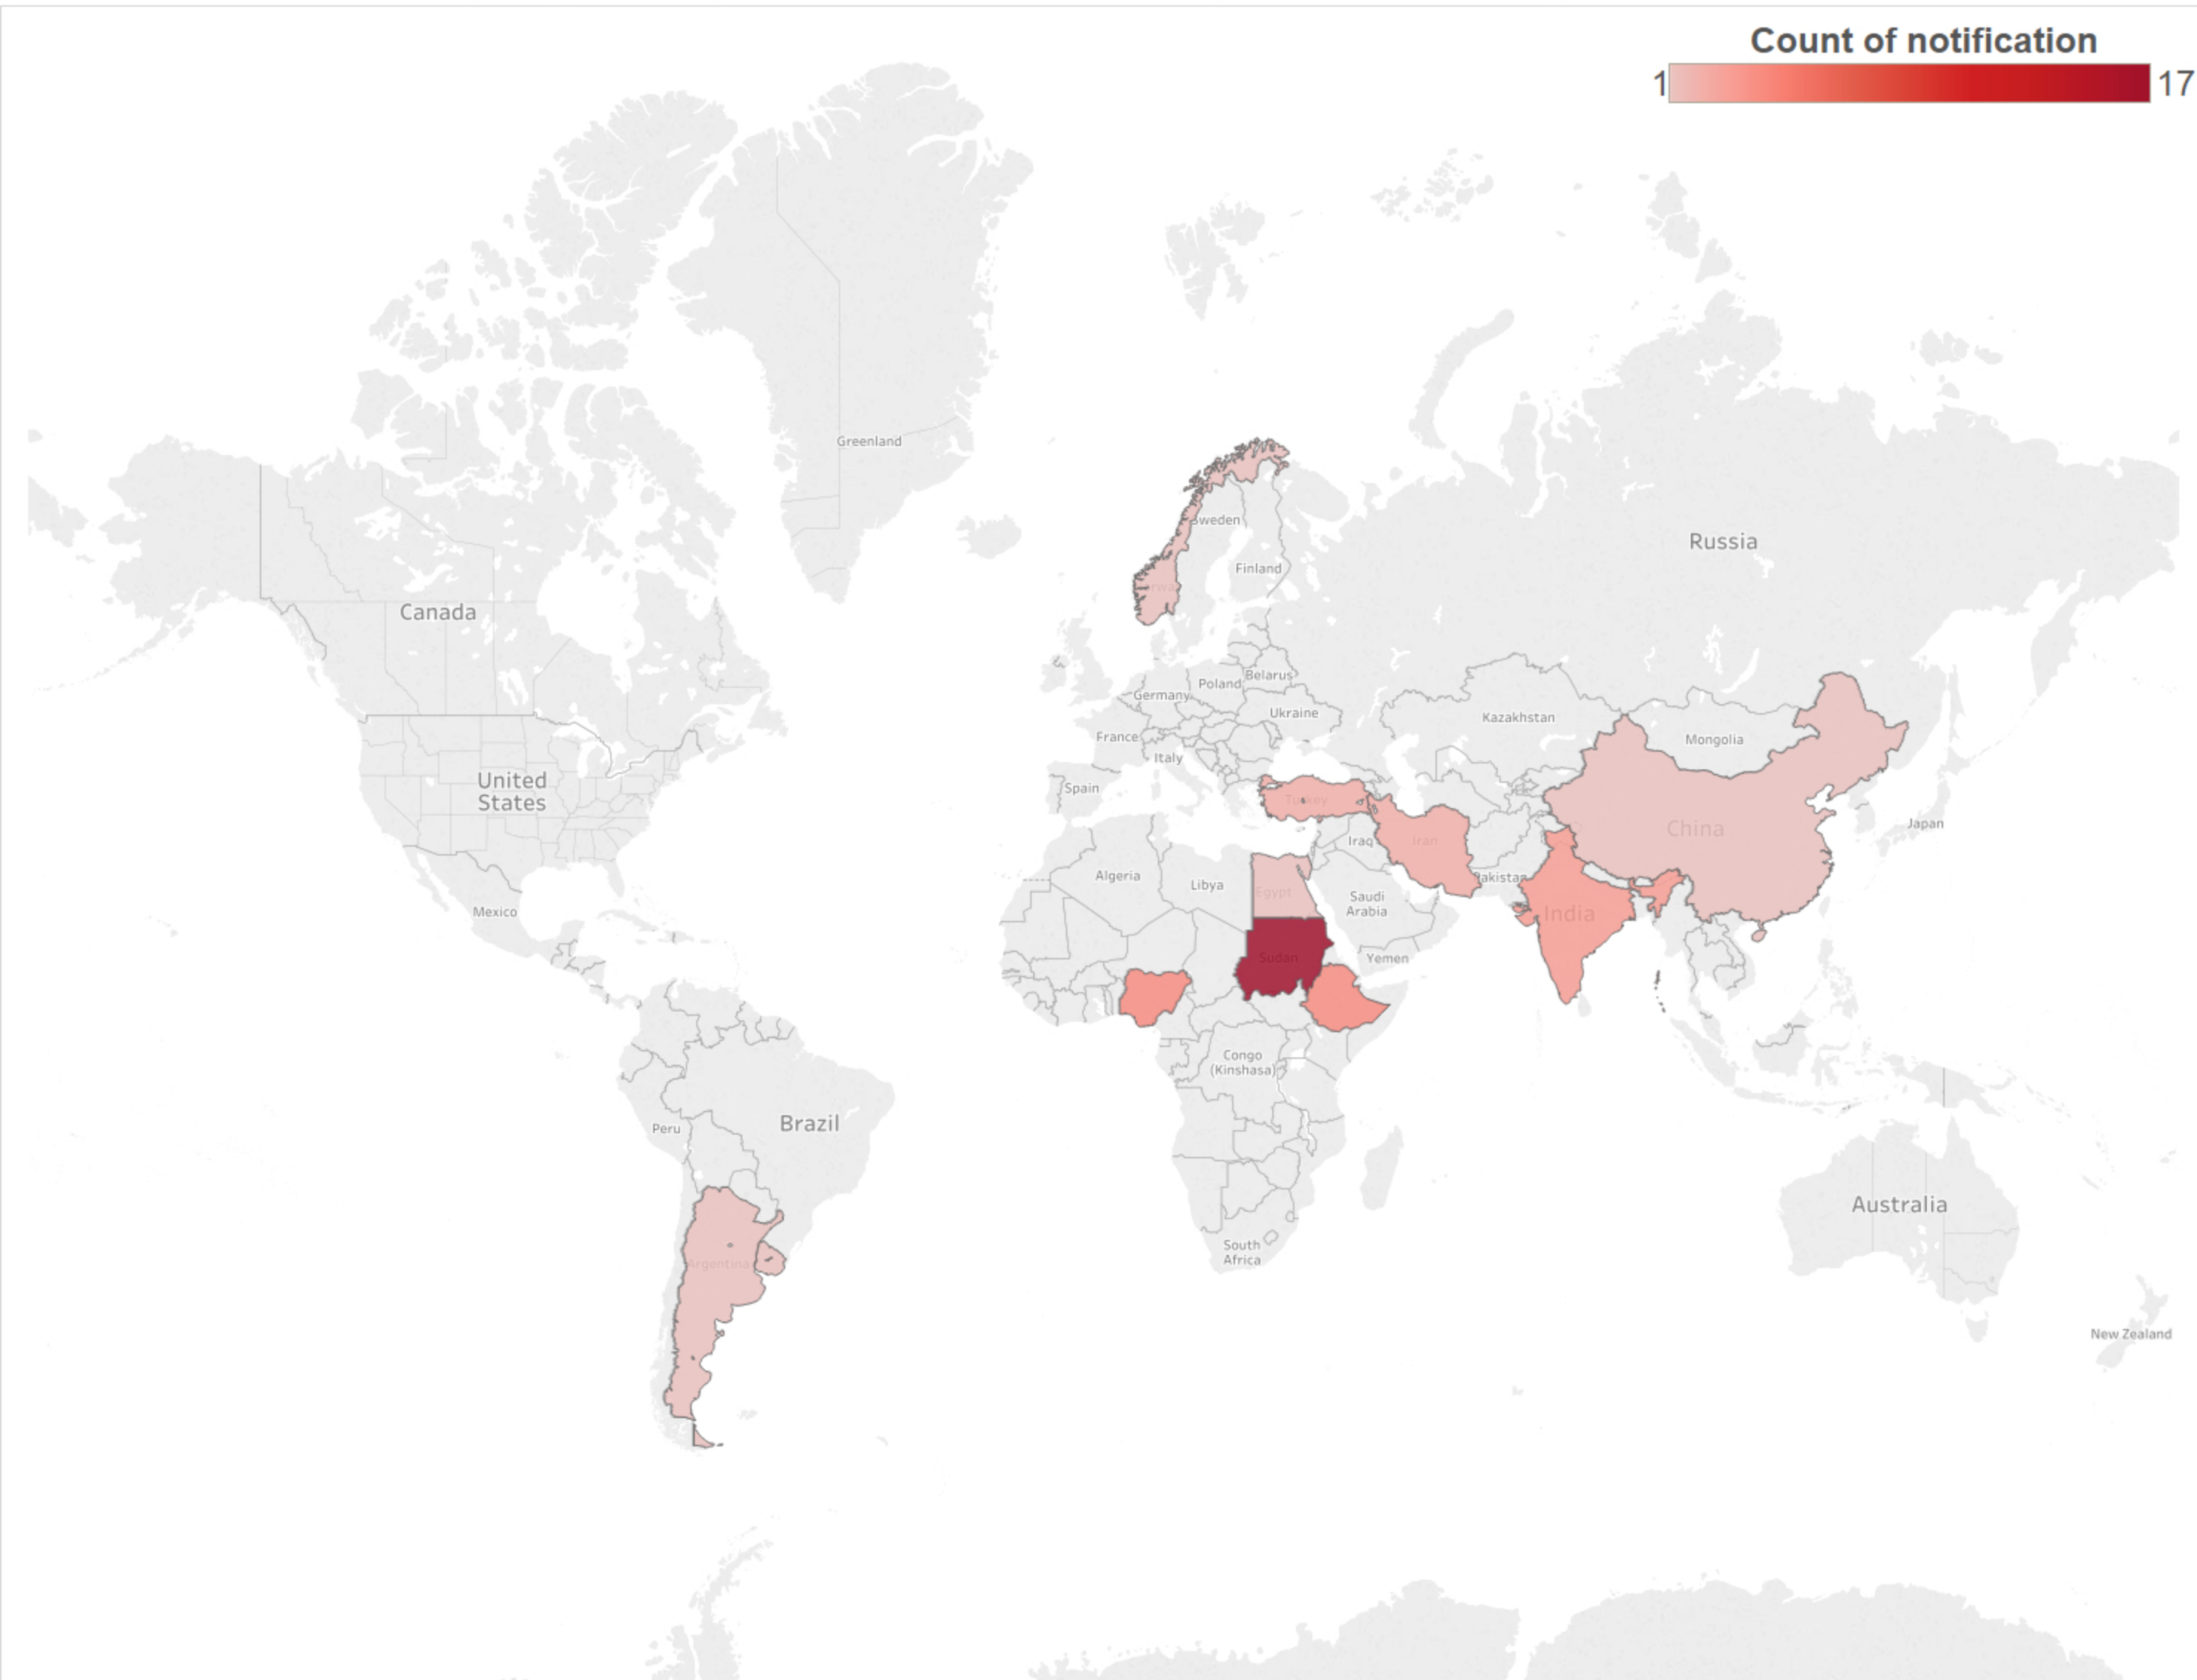 Count of notification
1
17
Greenland
Sweden
Russia
Finland
Canada
Belarus
Poland
Germany
Ukraine
Kazakhstan
France
Mongolia
Italy
United
States
Spain
Turkey
Japan
China
Iraq
Iran
Algeria
Libya
Egypt
Pakistan
Saudi
Arabia
India
Mexico
Sudan
Yemen
Congo
(Kinshasa)
Brazil
Peru
Australia
South
Africa
Argentina
New Zealand